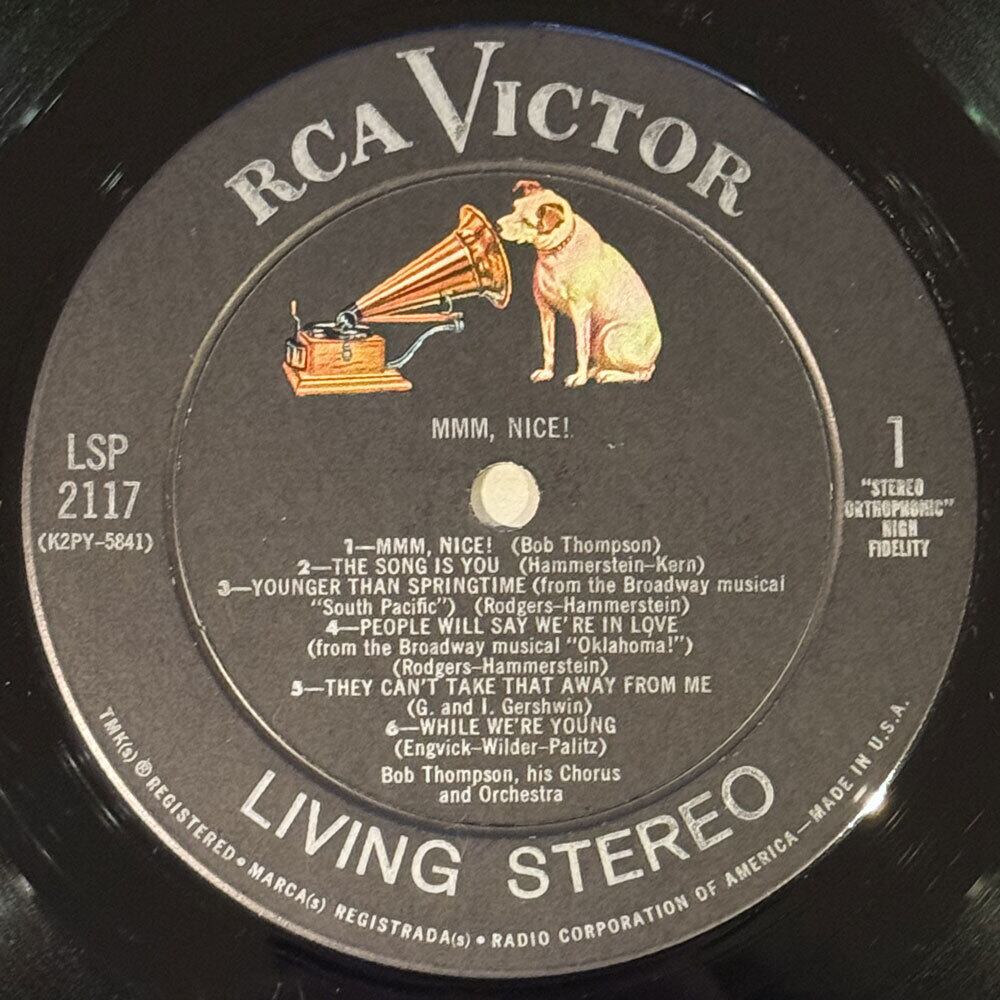 RCA VICTOR
MMM, NICE!
LSP
2117
(K2PY-5841)
1
"STEREO
ORTHOPHONIC"
HIGH
FIDELITY
1—MMM, NICE! (Bob Thompson)
2—THE SONG IS YOU (Hammerstein-Kern)
3—YOUNGER THAN SPRINGTIME (from the Broadway musical
"South Pacific") (Rodgers-Hammerstein)
4—PEOPLE WILL SAY WE'RE IN LOVE
(from the Broadway musical "Oklahoma!")
(Rodgers-Hammerstein)
5—THEY CAN'T TAKE THAT AWAY FROM ME
(G. and I. Gershwin)
6—WHILE WE'RE YOUNG
(Engvick-Wilder-Palitz)
Bob Thompson, his Chorus
and Orchestra
LIVING STEREO
TMK(s) ® REGISTERED • MARCA(s) REGISTRADA(s) • RADIO CORPORATION OF AMERICA—MADE IN U.S.A.